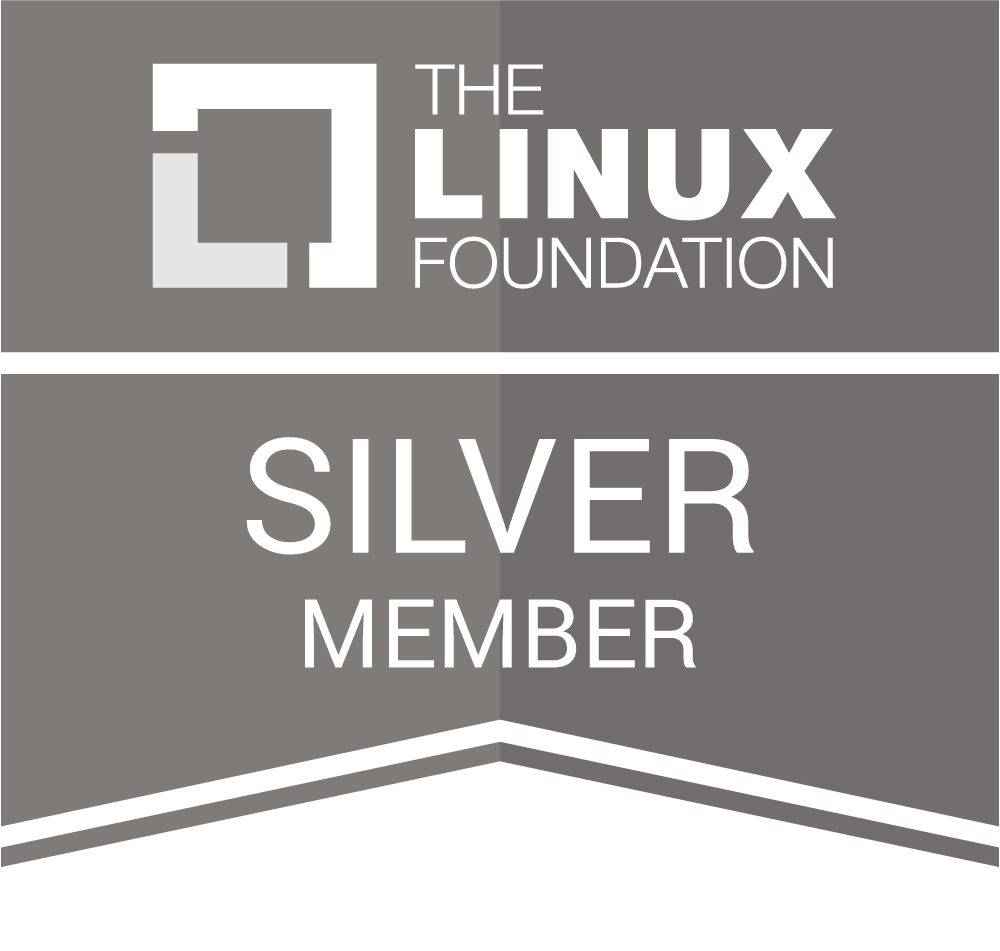 THE
LINUX
FOUNDATION
SILVER
MEMBER